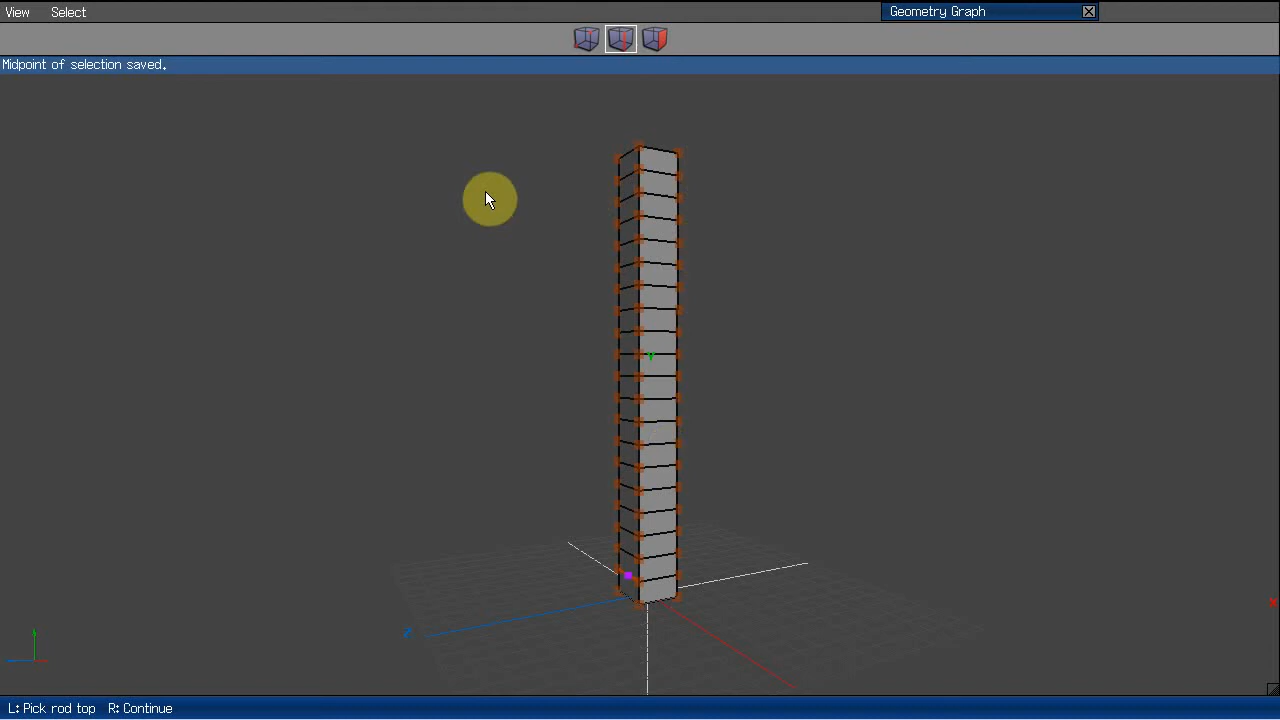 View Select
Geometry Graph
Midpoint of selection saved.
Y
Z
X
L: Pick rod top R: Continue